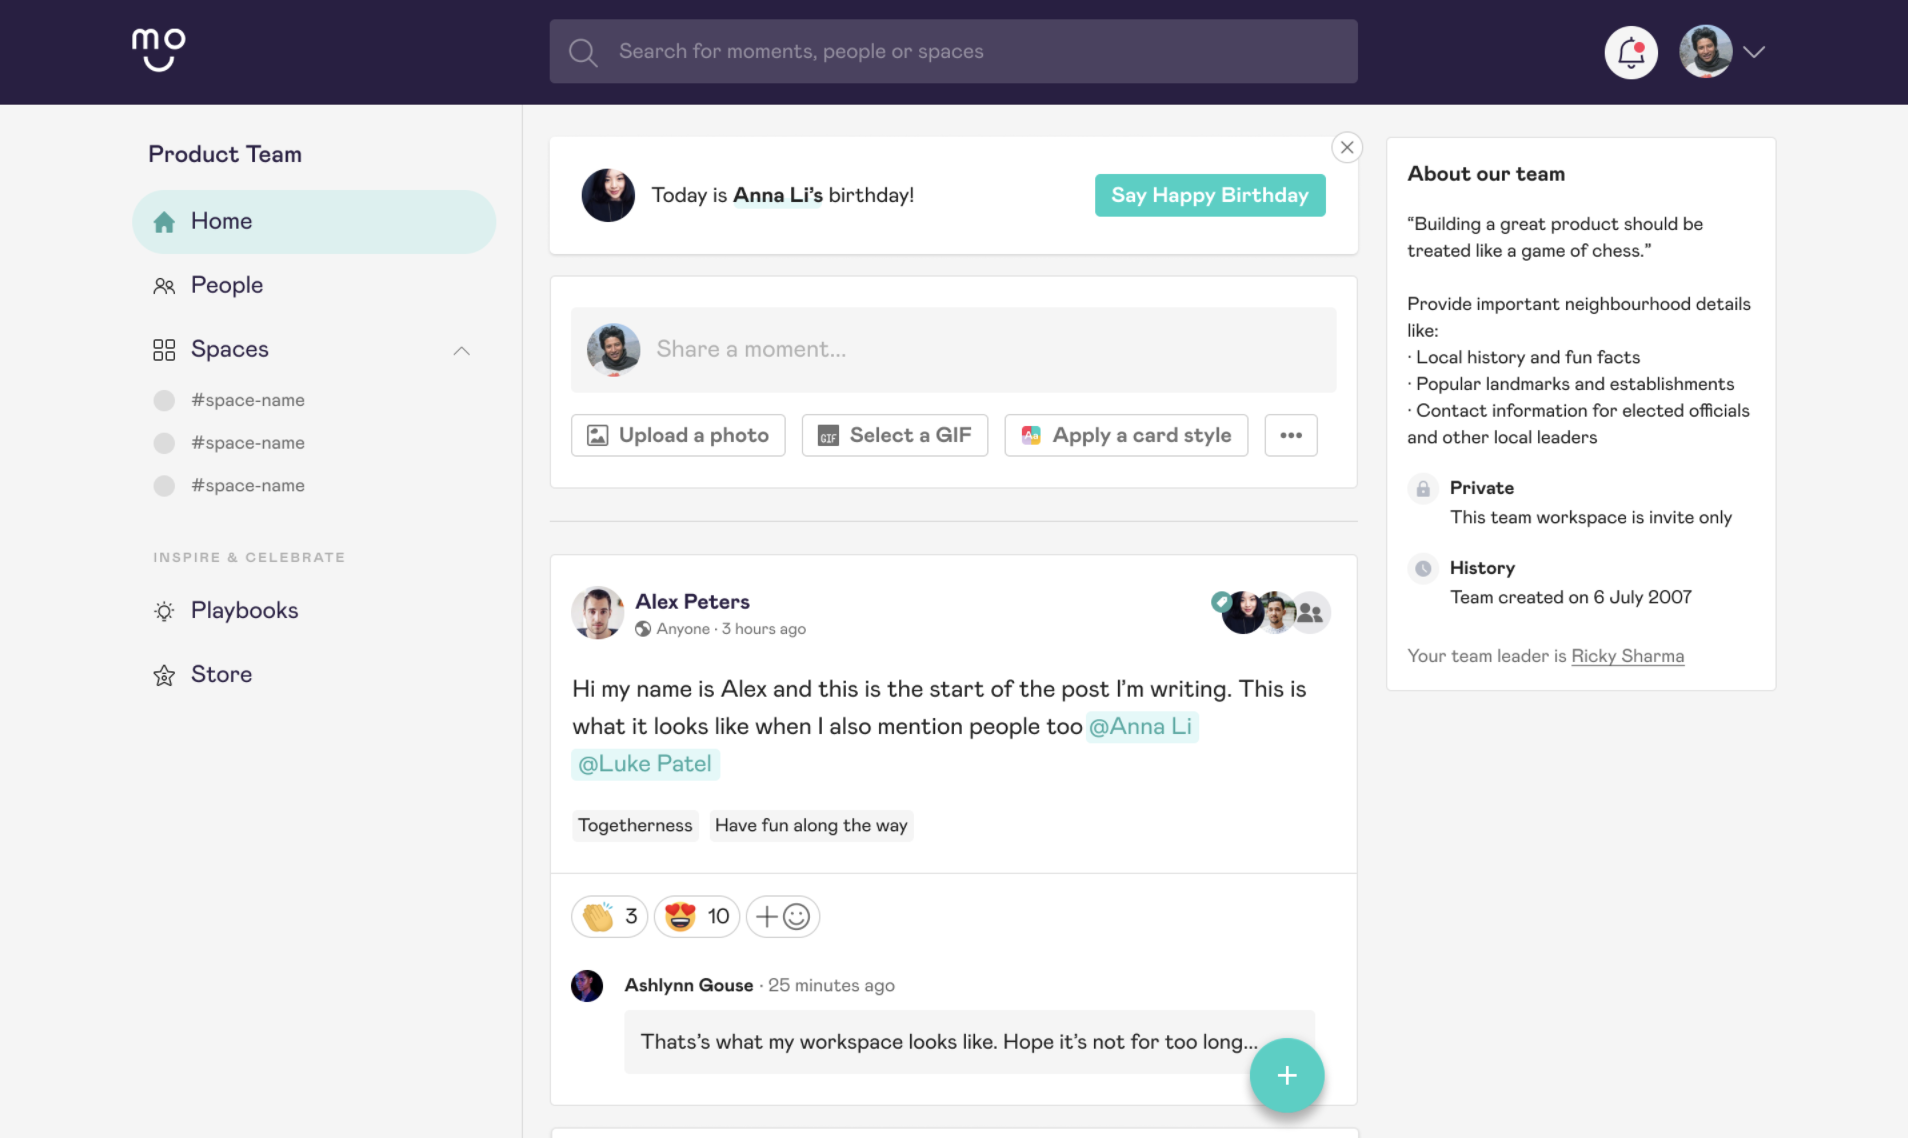 mo
Search for moments, people or spaces
Product Team
Home
People
Spaces
#space-name
#space-name
#space-name
INSPIRE & CELEBRATE
Playbooks
Store
Today is Anna Li’s birthday!
Say Happy Birthday
Share a moment...
Upload a photo
GIF Select a GIF
Aa Apply a card style
Alex Peters
Anyone · 3 hours ago
Hi my name is Alex and this is the start of the post I’m writing. This is
what it looks like when I also mention people too @Anna Li
@Luke Patel
Togetherness Have fun along the way
3 10
Ashlynn Gouse · 25 minutes ago
Thats’s what my workspace looks like. Hope it’s not for too long...
About our team
“Building a great product should be
treated like a game of chess.”
Provide important neighbourhood details
like:
· Local history and fun facts
· Popular landmarks and establishments
· Contact information for elected officials
and other local leaders
Private
This team workspace is invite only
History
Team created on 6 July 2007
Your team leader is Ricky Sharma